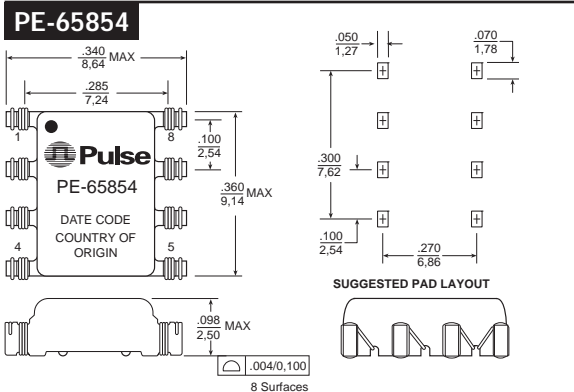 PE-65854
.340
8,64
MAX
.285
7,24
1
8
.100
2,54
Pulse
PE-65854
DATE CODE
COUNTRY OF
ORIGIN
4
5
.360
9,14
MAX
.098
2,50
MAX
.004/0,100
8 Surfaces
.050
1,27
.070
1,78
.300
7,62
.100
2,54
.270
6,86
SUGGESTED PAD LAYOUT